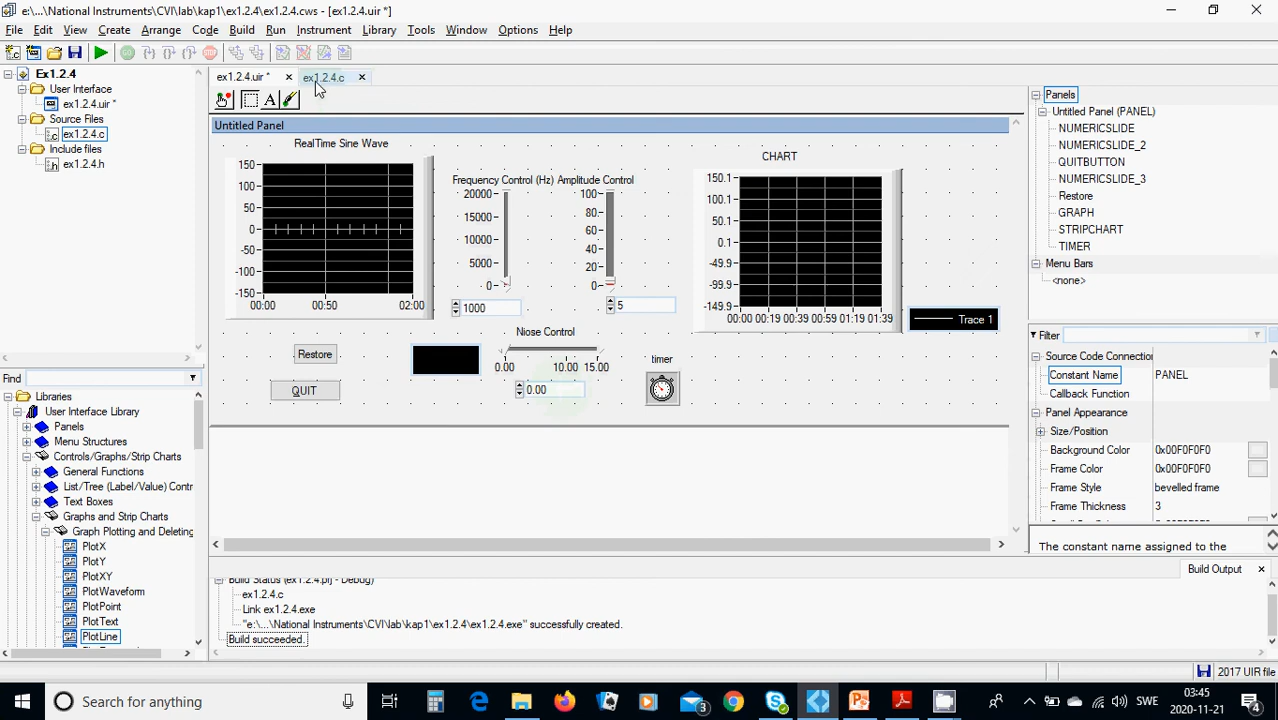 e:\...\National Instruments\CVI\lab\kap1\ex1.2.4\ex1.2.4.cws - [ex1.2.4.uir *]
File Edit View Create Arrange Code Build Run Instrument Library Tools Window Options Help
Ex1.2.4
User Interface
ex1.2.4.uir *
Source Files
ex1.2.4.c
Include files
ex1.2.4.h
Find
Libraries
User Interface Library
Panels
Menu Structures
Controls/Graphs/Strip Charts
General Functions
List/Tree (Label/Value) Contr
Text Boxes
Graphs and Strip Charts
Graph Plotting and Deleting
PlotX
PlotY
PlotXY
PlotWaveform
PlotPoint
PlotText
PlotLine
ex1.2.4.uir * ex1.2.4.c
A
Untitled Panel
RealTime Sine Wave
150
100
50
0
-50
-100
-150
00:00 00:50 02:00
Frequency Control (Hz)
20000
15000
10000
5000
0
1000
Amplitude Control
100
80
60
40
20
0
5
CHART
150.1
100.1
50.1
0.1
-49.9
-99.9
-149.9
00:00 00:19 00:39 00:59 01:19 01:39
Trace 1
Niose Control
0.00 10.00 15.00
0.00
timer
Restore
QUIT
Build Status (ex1.2.4.prj - Debug)
ex1.2.4.c
Link ex1.2.4.exe
"e:\...\National Instruments\CVI\lab\kap1\ex1.2.4\ex1.2.4.exe" successfully created.
Build succeeded.
Panels
Untitled Panel (PANEL)
NUMERICSLIDE
NUMERICSLIDE_2
QUITBUTTON
NUMERICSLIDE_3
Restore
GRAPH
STRIPCHART
TIMER
Menu Bars
<none>
Filter
Source Code Connection
Constant Name PANEL
Callback Function
Panel Appearance
Size/Position
Background Color 0x00F0F0F0
Frame Color 0x00F0F0F0
Frame Style bevelled frame
Frame Thickness 3
The constant name assigned to the
Build Output
2017 UIR file
Search for anything
3
SWE
03:45
2020-11-21
4